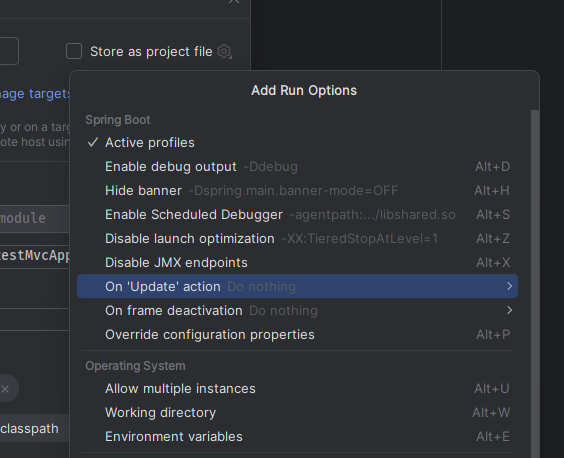 Store as project file
nage targets
Add Run Options
y or on a targ
ote host using
Spring Boot
Active profiles
Enable debug output -Ddebug Alt+D
Hide banner -Dspring.main.banner-mode=OFF Alt+H
module
Enable Scheduled Debugger -agentpath:.../libshared.so Alt+S
Disable launch optimization -XX:TieredStopAtLevel=1 Alt+Z
estMvcApp
Disable JMX endpoints Alt+X
On 'Update' action Do nothing
On frame deactivation Do nothing
Override configuration properties Alt+P
Operating System
Allow multiple instances Alt+U
Working directory Alt+W
classpath
Environment variables Alt+E